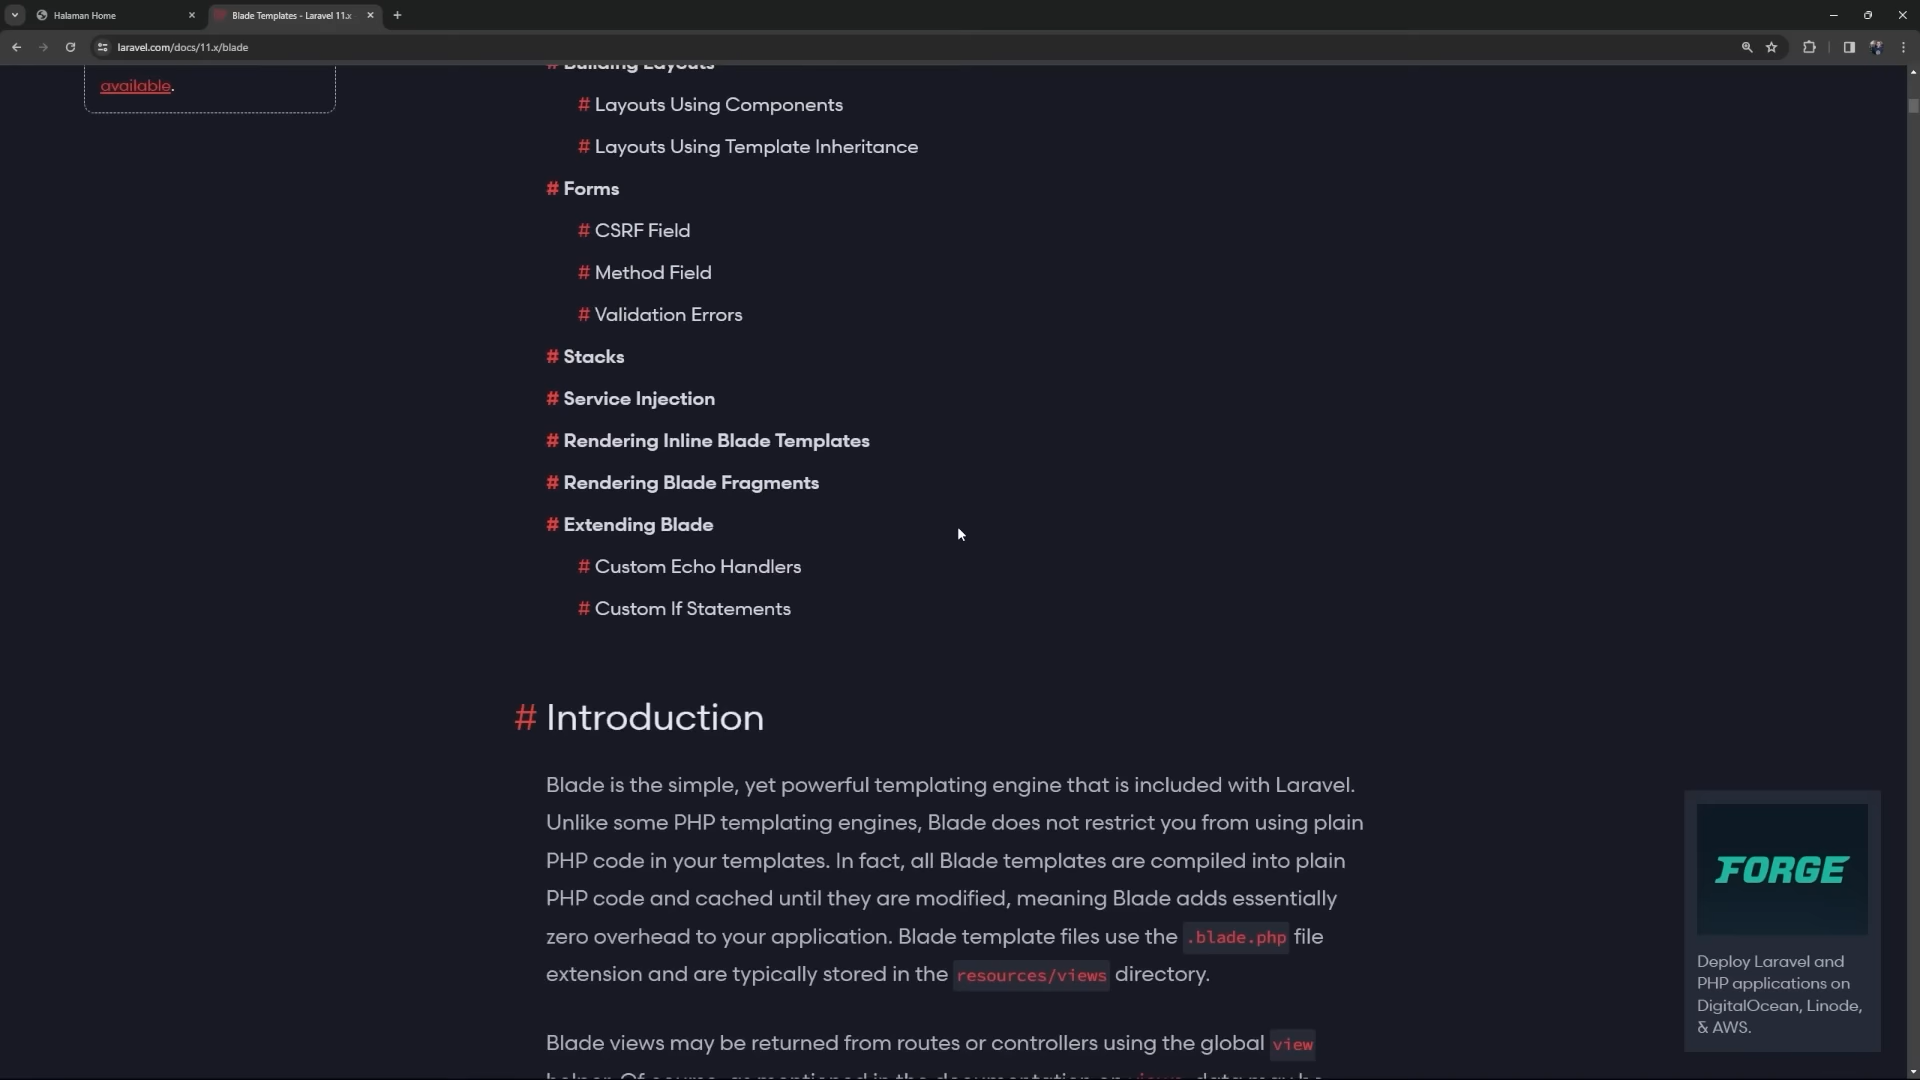 Halaman Home
Blade Templates - Laravel 11.x
laravel.com/docs/11.x/blade
available.
# Building Layouts
# Layouts Using Components
# Layouts Using Template Inheritance
# Forms
# CSRF Field
# Method Field
# Validation Errors
# Stacks
# Service Injection
# Rendering Inline Blade Templates
# Rendering Blade Fragments
# Extending Blade
# Custom Echo Handlers
# Custom If Statements
# Introduction
Blade is the simple, yet powerful templating engine that is included with Laravel.
Unlike some PHP templating engines, Blade does not restrict you from using plain
PHP code in your templates. In fact, all Blade templates are compiled into plain
PHP code and cached until they are modified, meaning Blade adds essentially
zero overhead to your application. Blade template files use the .blade.php file
extension and are typically stored in the resources/views directory.
Blade views may be returned from routes or controllers using the global view
FORGE
Deploy Laravel and
PHP applications on
DigitalOcean, Linode,
& AWS.